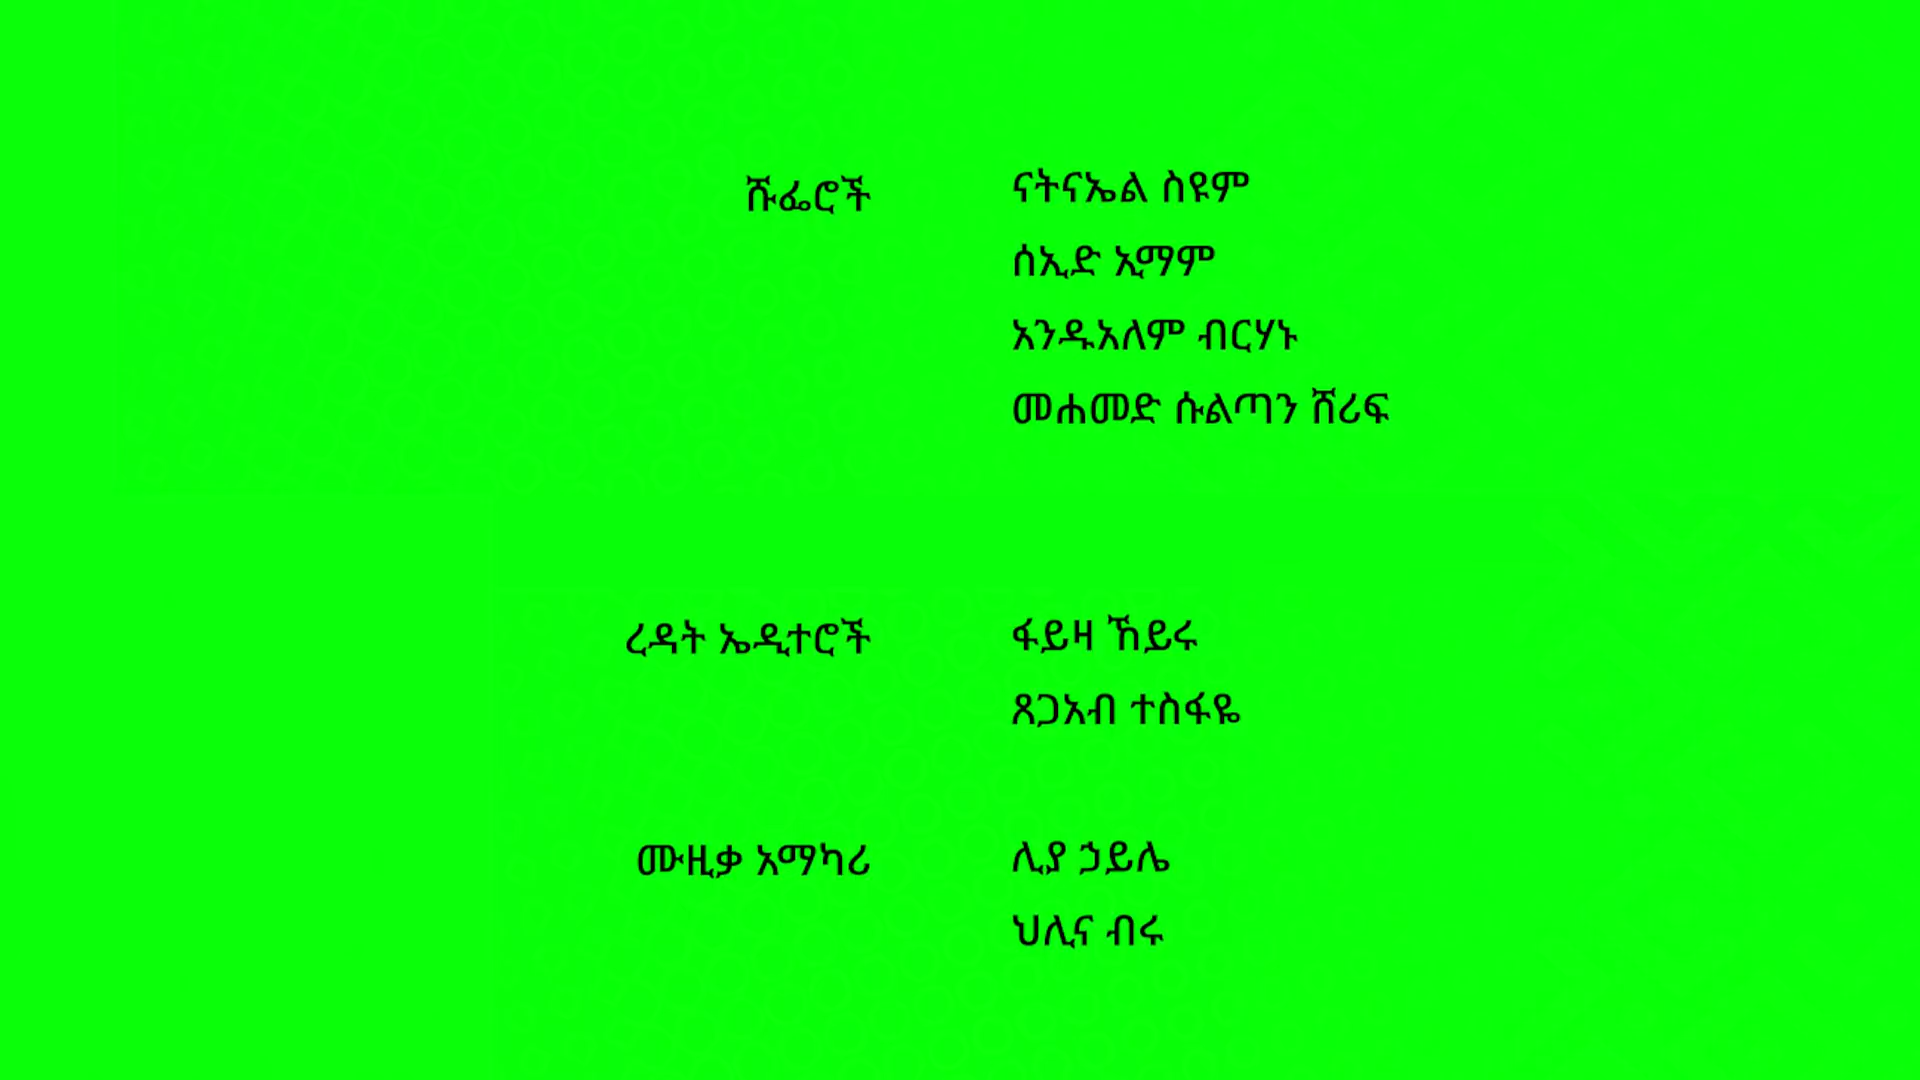 ሹፌሮች ናትናኤል ስዩም
ሰኢድ ኢማም
አንዱአለም ብርሃኑ
መሐመድ ሱልጣን ሸሪፍ
ረዳት ኤዲተሮች ፋይዛ ኸይሩ
ጸጋአብ ተስፋዬ
ሙዚቃ አማካሪ ሊያ ኃይሌ
ህሊና ብሩ